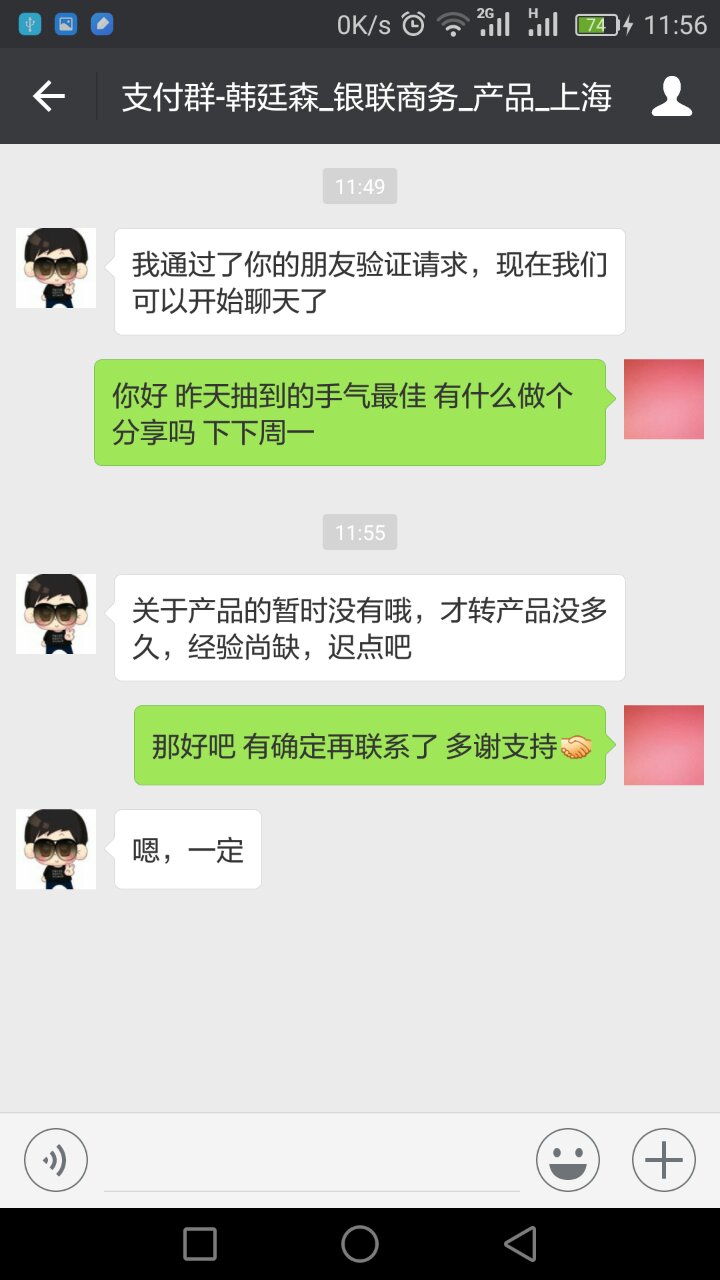 0K/s 2G H 74 11:56
支付群-韩廷森_银联商务_产品_上海
11:49
我通过了你的朋友验证请求，现在我们
可以开始聊天了
你好 昨天抽到的手气最佳 有什么做个
分享吗 下下周一
11:55
关于产品的暂时没有哦，才转产品没多
久，经验尚缺，迟点吧
那好吧 有确定再联系了 多谢支持🤝
嗯，一定